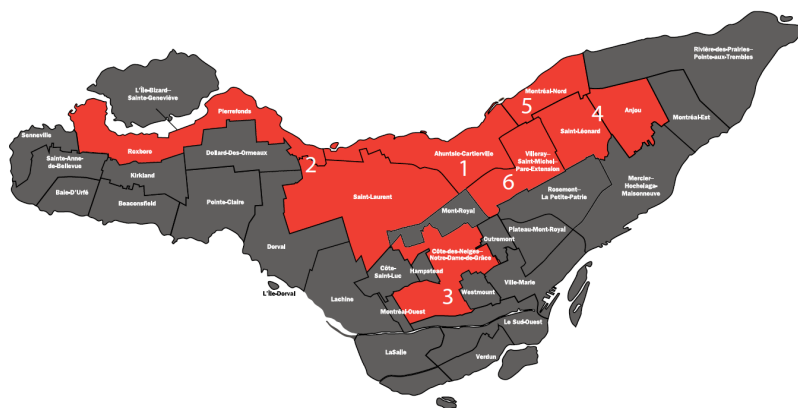 Rivière-des-Prairies–
Pointe-aux-Trembles
L'Île-Bizard–
Sainte-Geneviève
Montréal-Nord
5
Pierrefonds
4
Anjou
Montréal-Est
Saint-Léonard
Senneville
Roxboro
Dollard-Des-Ormeaux
2
Ahuntsic-Cartierville
1
Villeray–
Saint-Michel–
Parc-Extension
Sainte-Anne-
de-Bellevue
Kirkland
6
Mercier–
Hochelaga-
Maisonneuve
Baie-D'Urfé
Beaconsfield
Pointe-Claire
Saint-Laurent
Rosemont–
La Petite-Patrie
Mont-Royal
Plateau-Mont-Royal
Dorval
Côte-des-Neiges–
Notre-Dame-de-Grâce
Outremont
Côte-
Saint-Luc
Hampstead
Ville-Marie
L'Île-Dorval
Lachine
3
Westmount
Montréal-Ouest
Le Sud-Ouest
LaSalle
Verdun